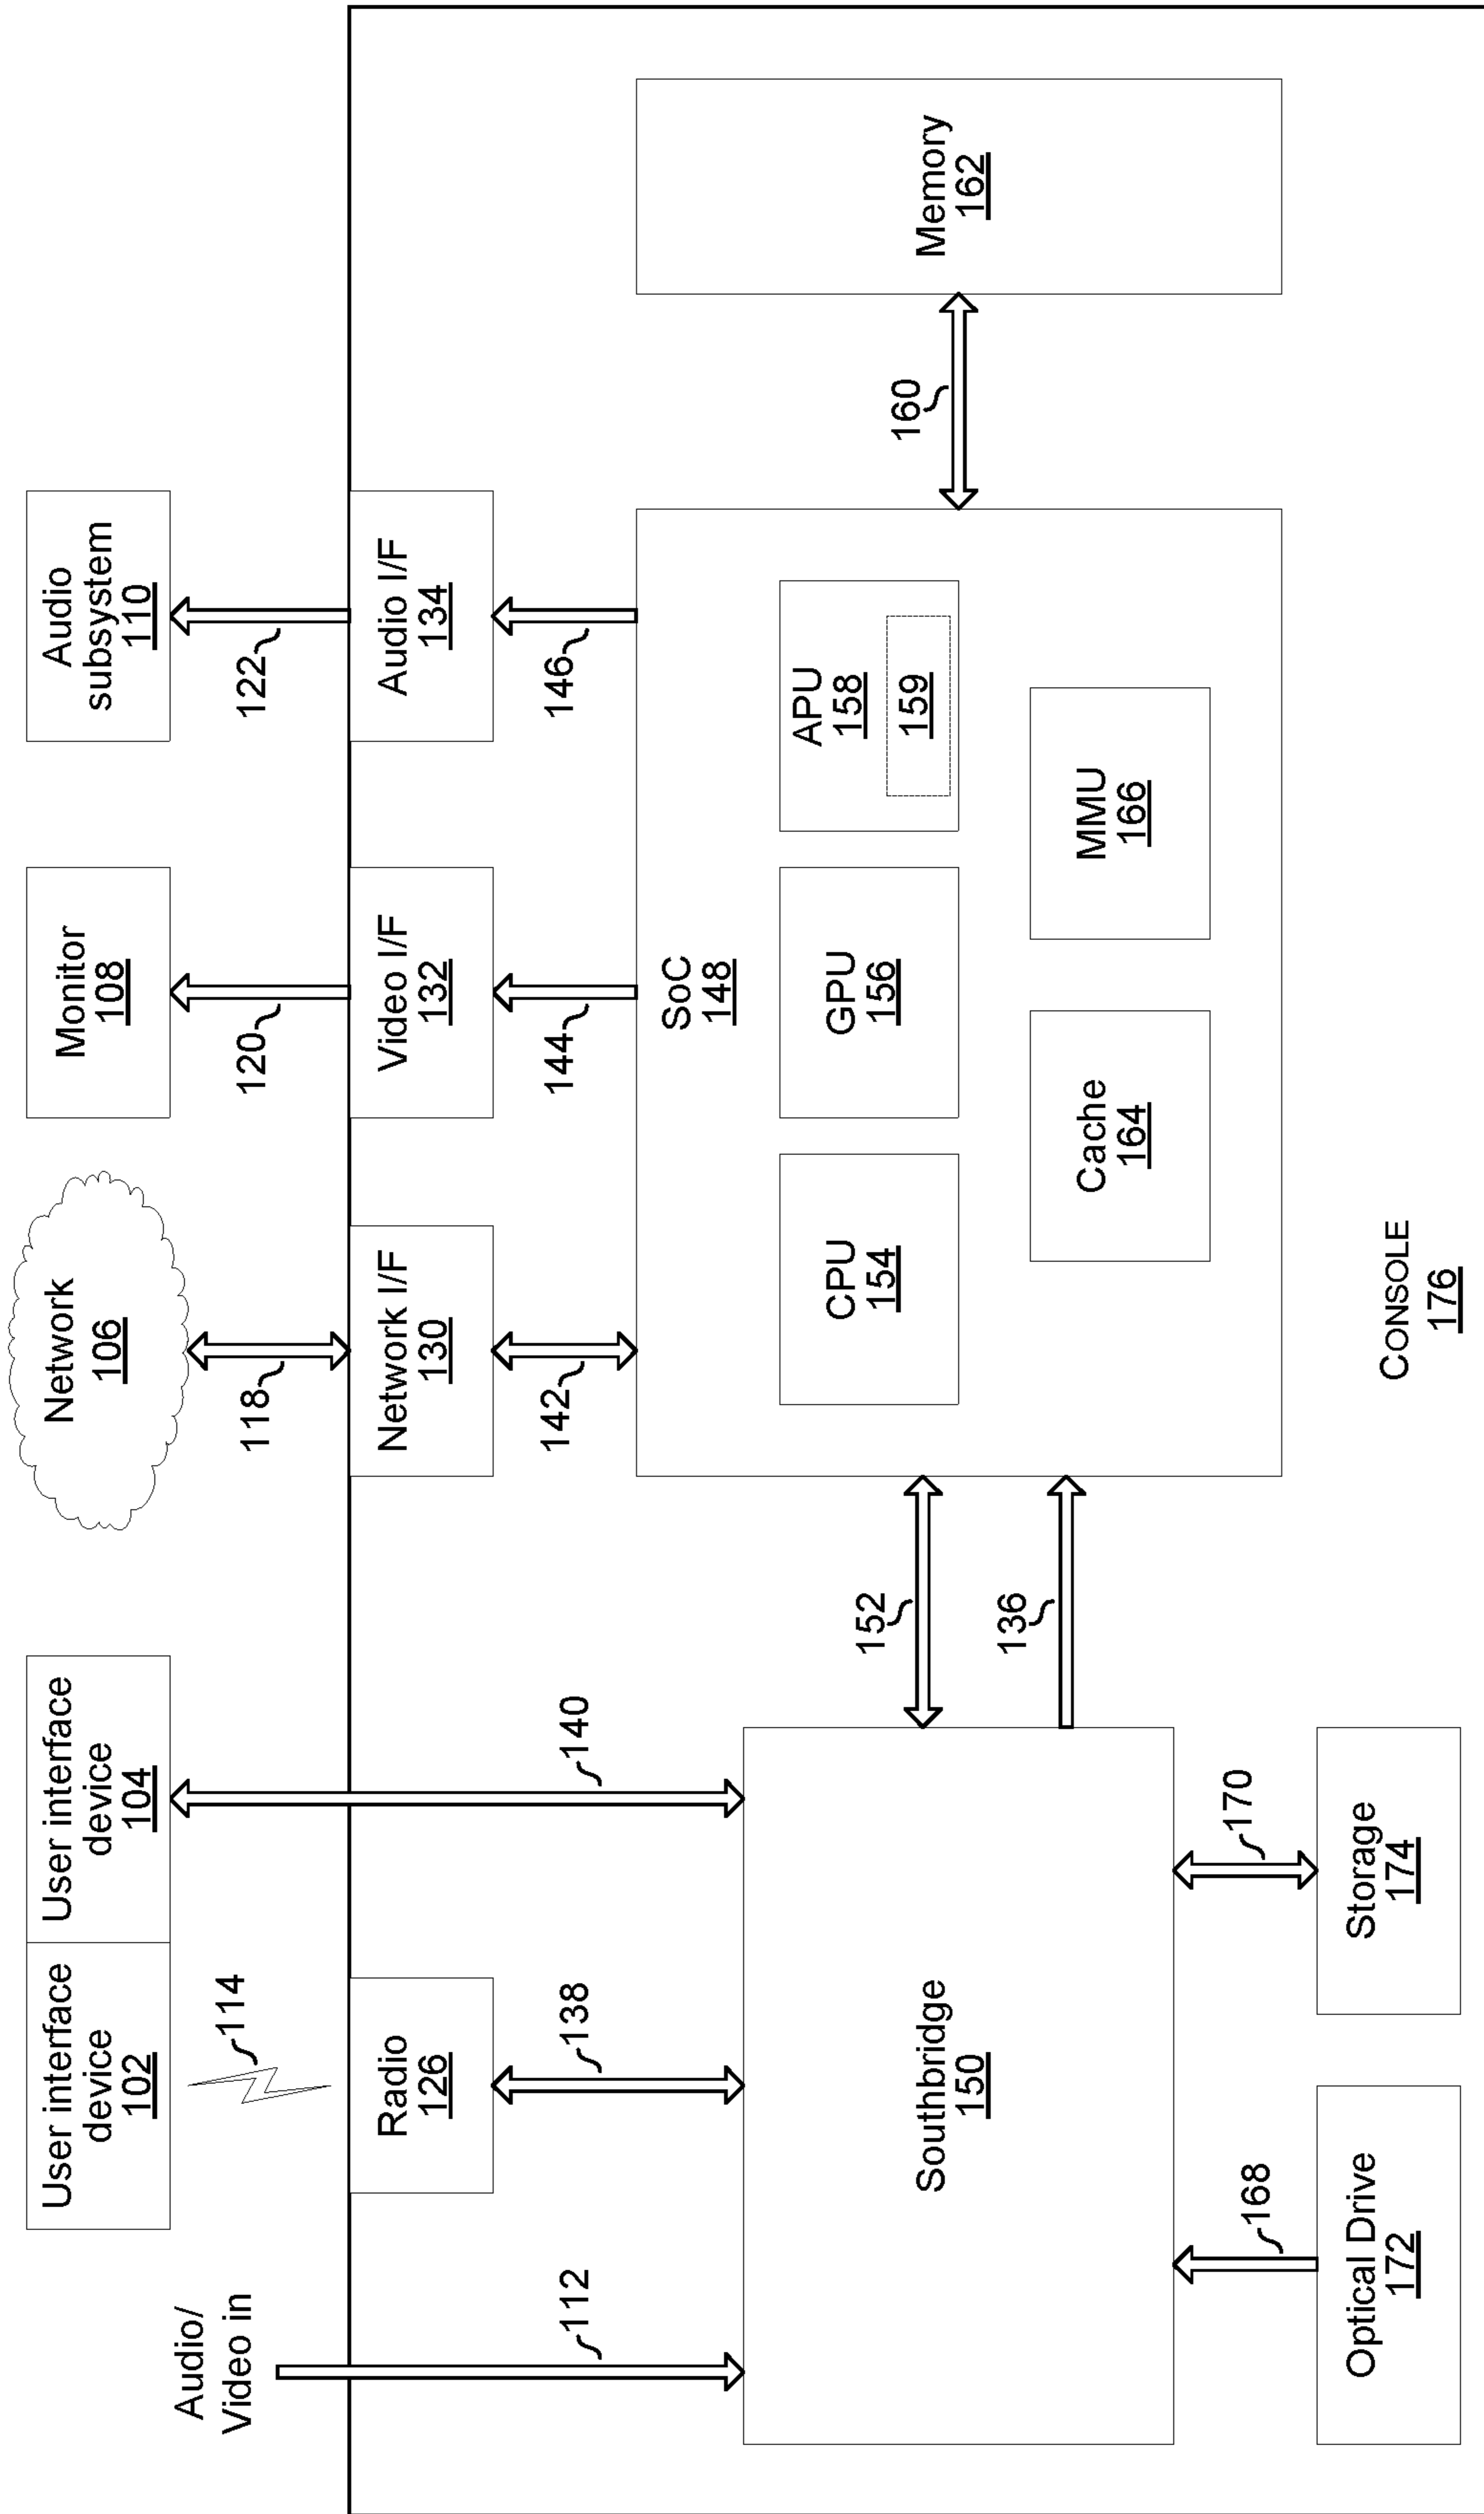 Audio/
Video in
User interface
device
102
User interface
device
104
Network
106
Monitor
108
Audio
subsystem
110
114
118
120
122
Radio
126
Network I/F
130
Video I/F
132
Audio I/F
134
112
138
140
142
144
146
SoC
148
Southbridge
150
152
136
CPU
154
GPU
156
APU
158
159
Cache
164
MMU
166
160
Memory
162
168
170
Optical Drive
172
Storage
174
CONSOLE
176